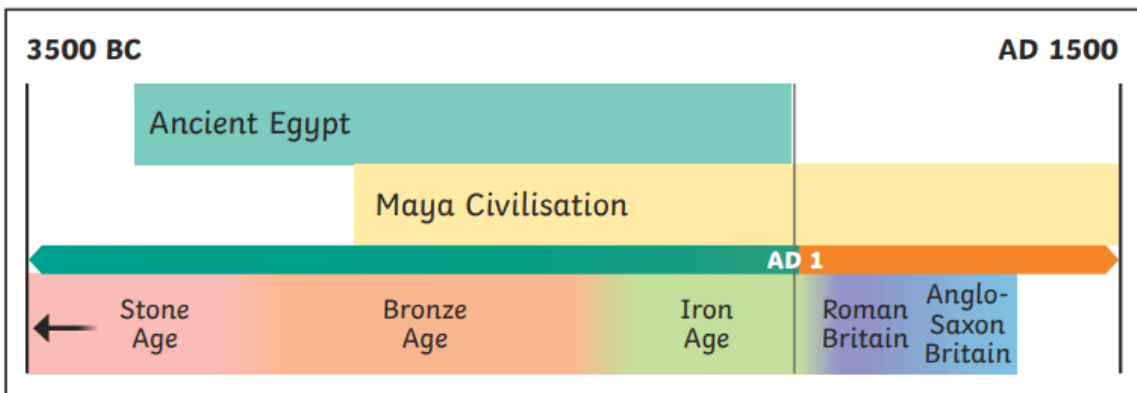 3500 BC
AD 1500
Ancient Egypt
Maya Civilisation
AD 1
Stone
Age
Bronze
Age
Iron
Age
Roman
Britain
Anglo-
Saxon
Britain